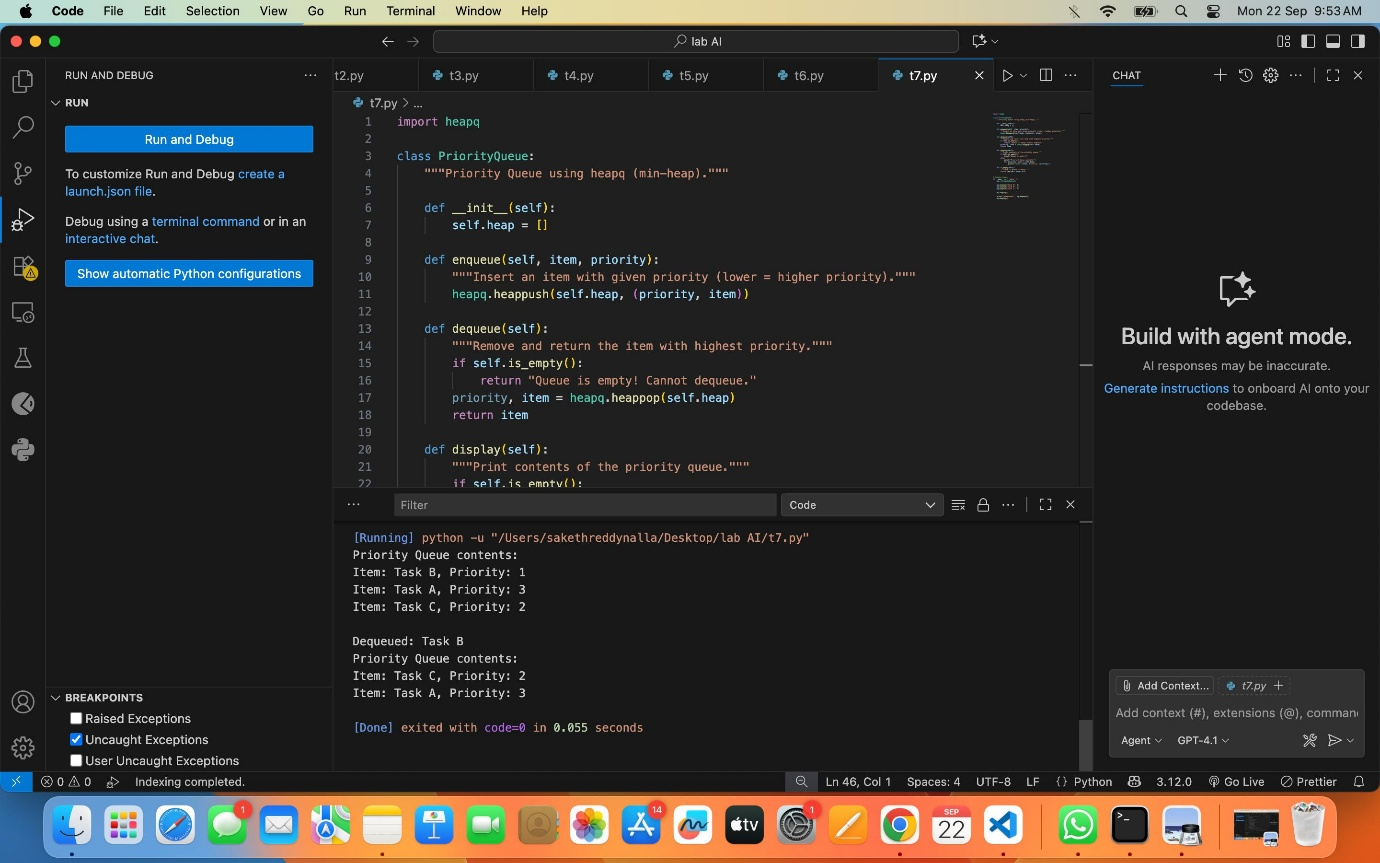 Code File Edit Selection View Go Run Terminal Window Help Mon 22 Sep 9:53 AM
lab AI
RUN AND DEBUG
RUN
Run and Debug
To customize Run and Debug create a
launch.json file.
Debug using a terminal command or in an
interactive chat.
Show automatic Python configurations
t2.py t3.py t4.py t5.py t6.py t7.py
t7.py > ...
1 import heapq
2
3 class PriorityQueue:
4 """Priority Queue using heapq (min-heap)."""
5
6 def __init__(self):
7 self.heap = []
8
9 def enqueue(self, item, priority):
10 """Insert an item with given priority (lower = higher priority)."""
11 heapq.heappush(self.heap, (priority, item))
12
13 def dequeue(self):
14 """Remove and return the item with highest priority."""
15 if self.is_empty():
16 return "Queue is empty! Cannot dequeue."
17 priority, item = heapq.heappop(self.heap)
18 return item
19
20 def display(self):
21 """Print contents of the priority queue."""
22 if self.is_empty():
Filter Code
[Running] python -u "/Users/sakethreddynalla/Desktop/lab AI/t7.py"
Priority Queue contents:
Item: Task B, Priority: 1
Item: Task A, Priority: 3
Item: Task C, Priority: 2
Dequeued: Task B
Priority Queue contents:
Item: Task C, Priority: 2
Item: Task A, Priority: 3
[Done] exited with code=0 in 0.055 seconds
BREAKPOINTS
Raised Exceptions
Uncaught Exceptions
User Uncaught Exceptions
CHAT
Build with agent mode.
AI responses may be inaccurate.
Generate instructions to onboard AI onto your
codebase.
Add Context... t7.py +
Add context (#), extensions (@), comman
Agent GPT-4.1
0 0 Indexing completed. Ln 46, Col 1 Spaces: 4 UTF-8 LF {} Python 3.12.0 Go Live Prettier
1 14 tv 1 SEP 22